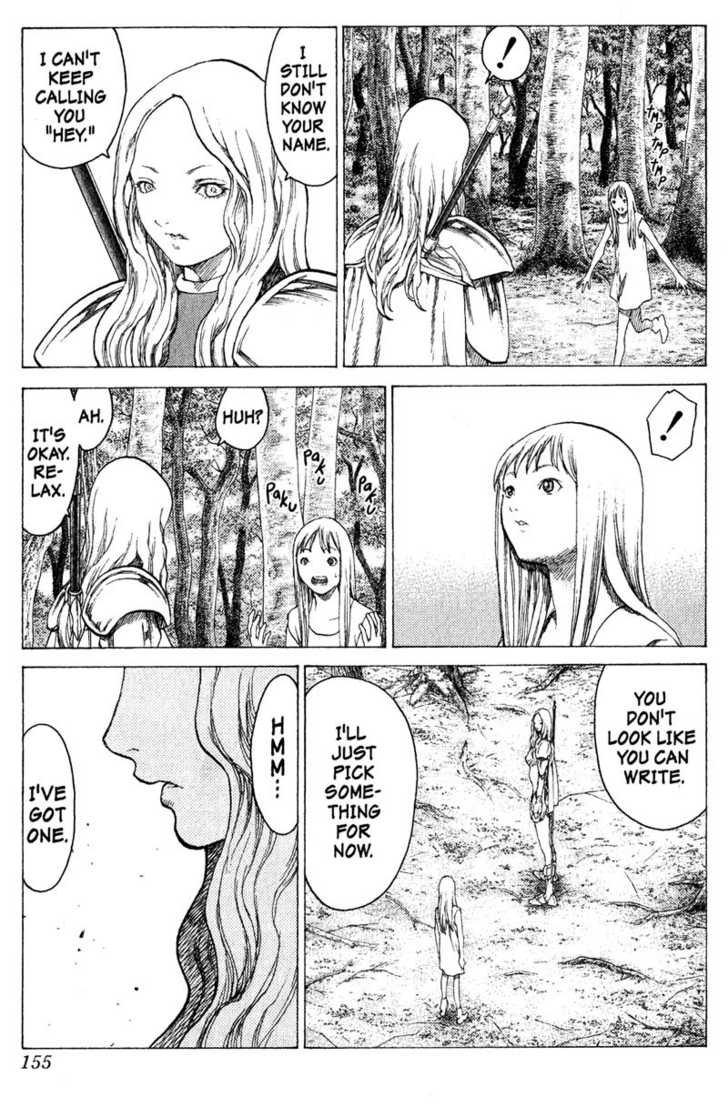 !
TMP
TMP
TMP
I
STILL
DON'T
KNOW
YOUR
NAME.
I CAN'T
KEEP
CALLING
YOU
"HEY."
!
HUH?
PAKU
PAKU
PAKU
AH.
IT'S
OKAY.
RE-
LAX.
YOU
DON'T
LOOK LIKE
YOU CAN
WRITE.
I'LL
JUST
PICK
SOME-
THING
FOR
NOW.
HMM...
I'VE
GOT
ONE.
155